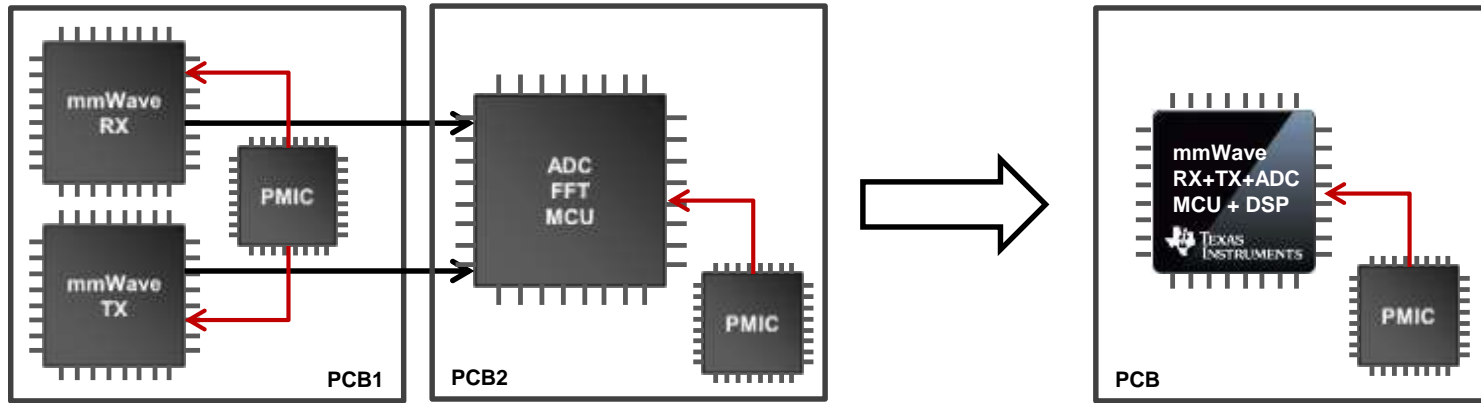 mmWave
RX
PMIC
mmWave
TX
PCB1
ADC
FFT
MCU
PMIC
PCB2
mmWave
RX+TX+ADC
MCU + DSP
TEXAS
INSTRUMENTS
PMIC
PCB